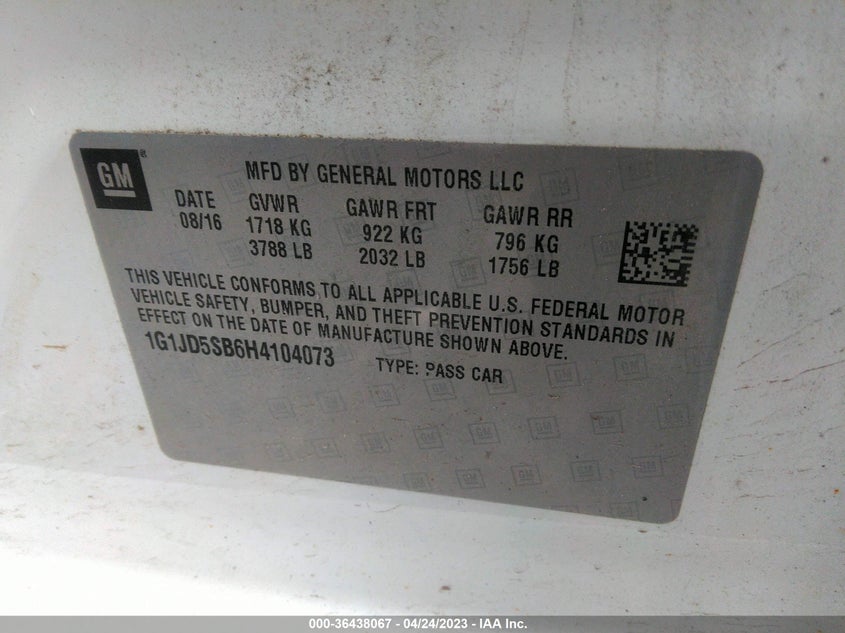 GM®
MFD BY GENERAL MOTORS LLC
DATE GVWR GAWR FRT GAWR RR
08/16 1718 KG 922 KG 796 KG
3788 LB 2032 LB 1756 LB
THIS VEHICLE CONFORMS TO ALL APPLICABLE U.S. FEDERAL MOTOR
VEHICLE SAFETY, BUMPER, AND THEFT PREVENTION STANDARDS IN
EFFECT ON THE DATE OF MANUFACTURE SHOWN ABOVE.
1G1JD5SB6H4104073 TYPE: PASS CAR
000-36438067 - 04/24/2023 - IAA Inc.